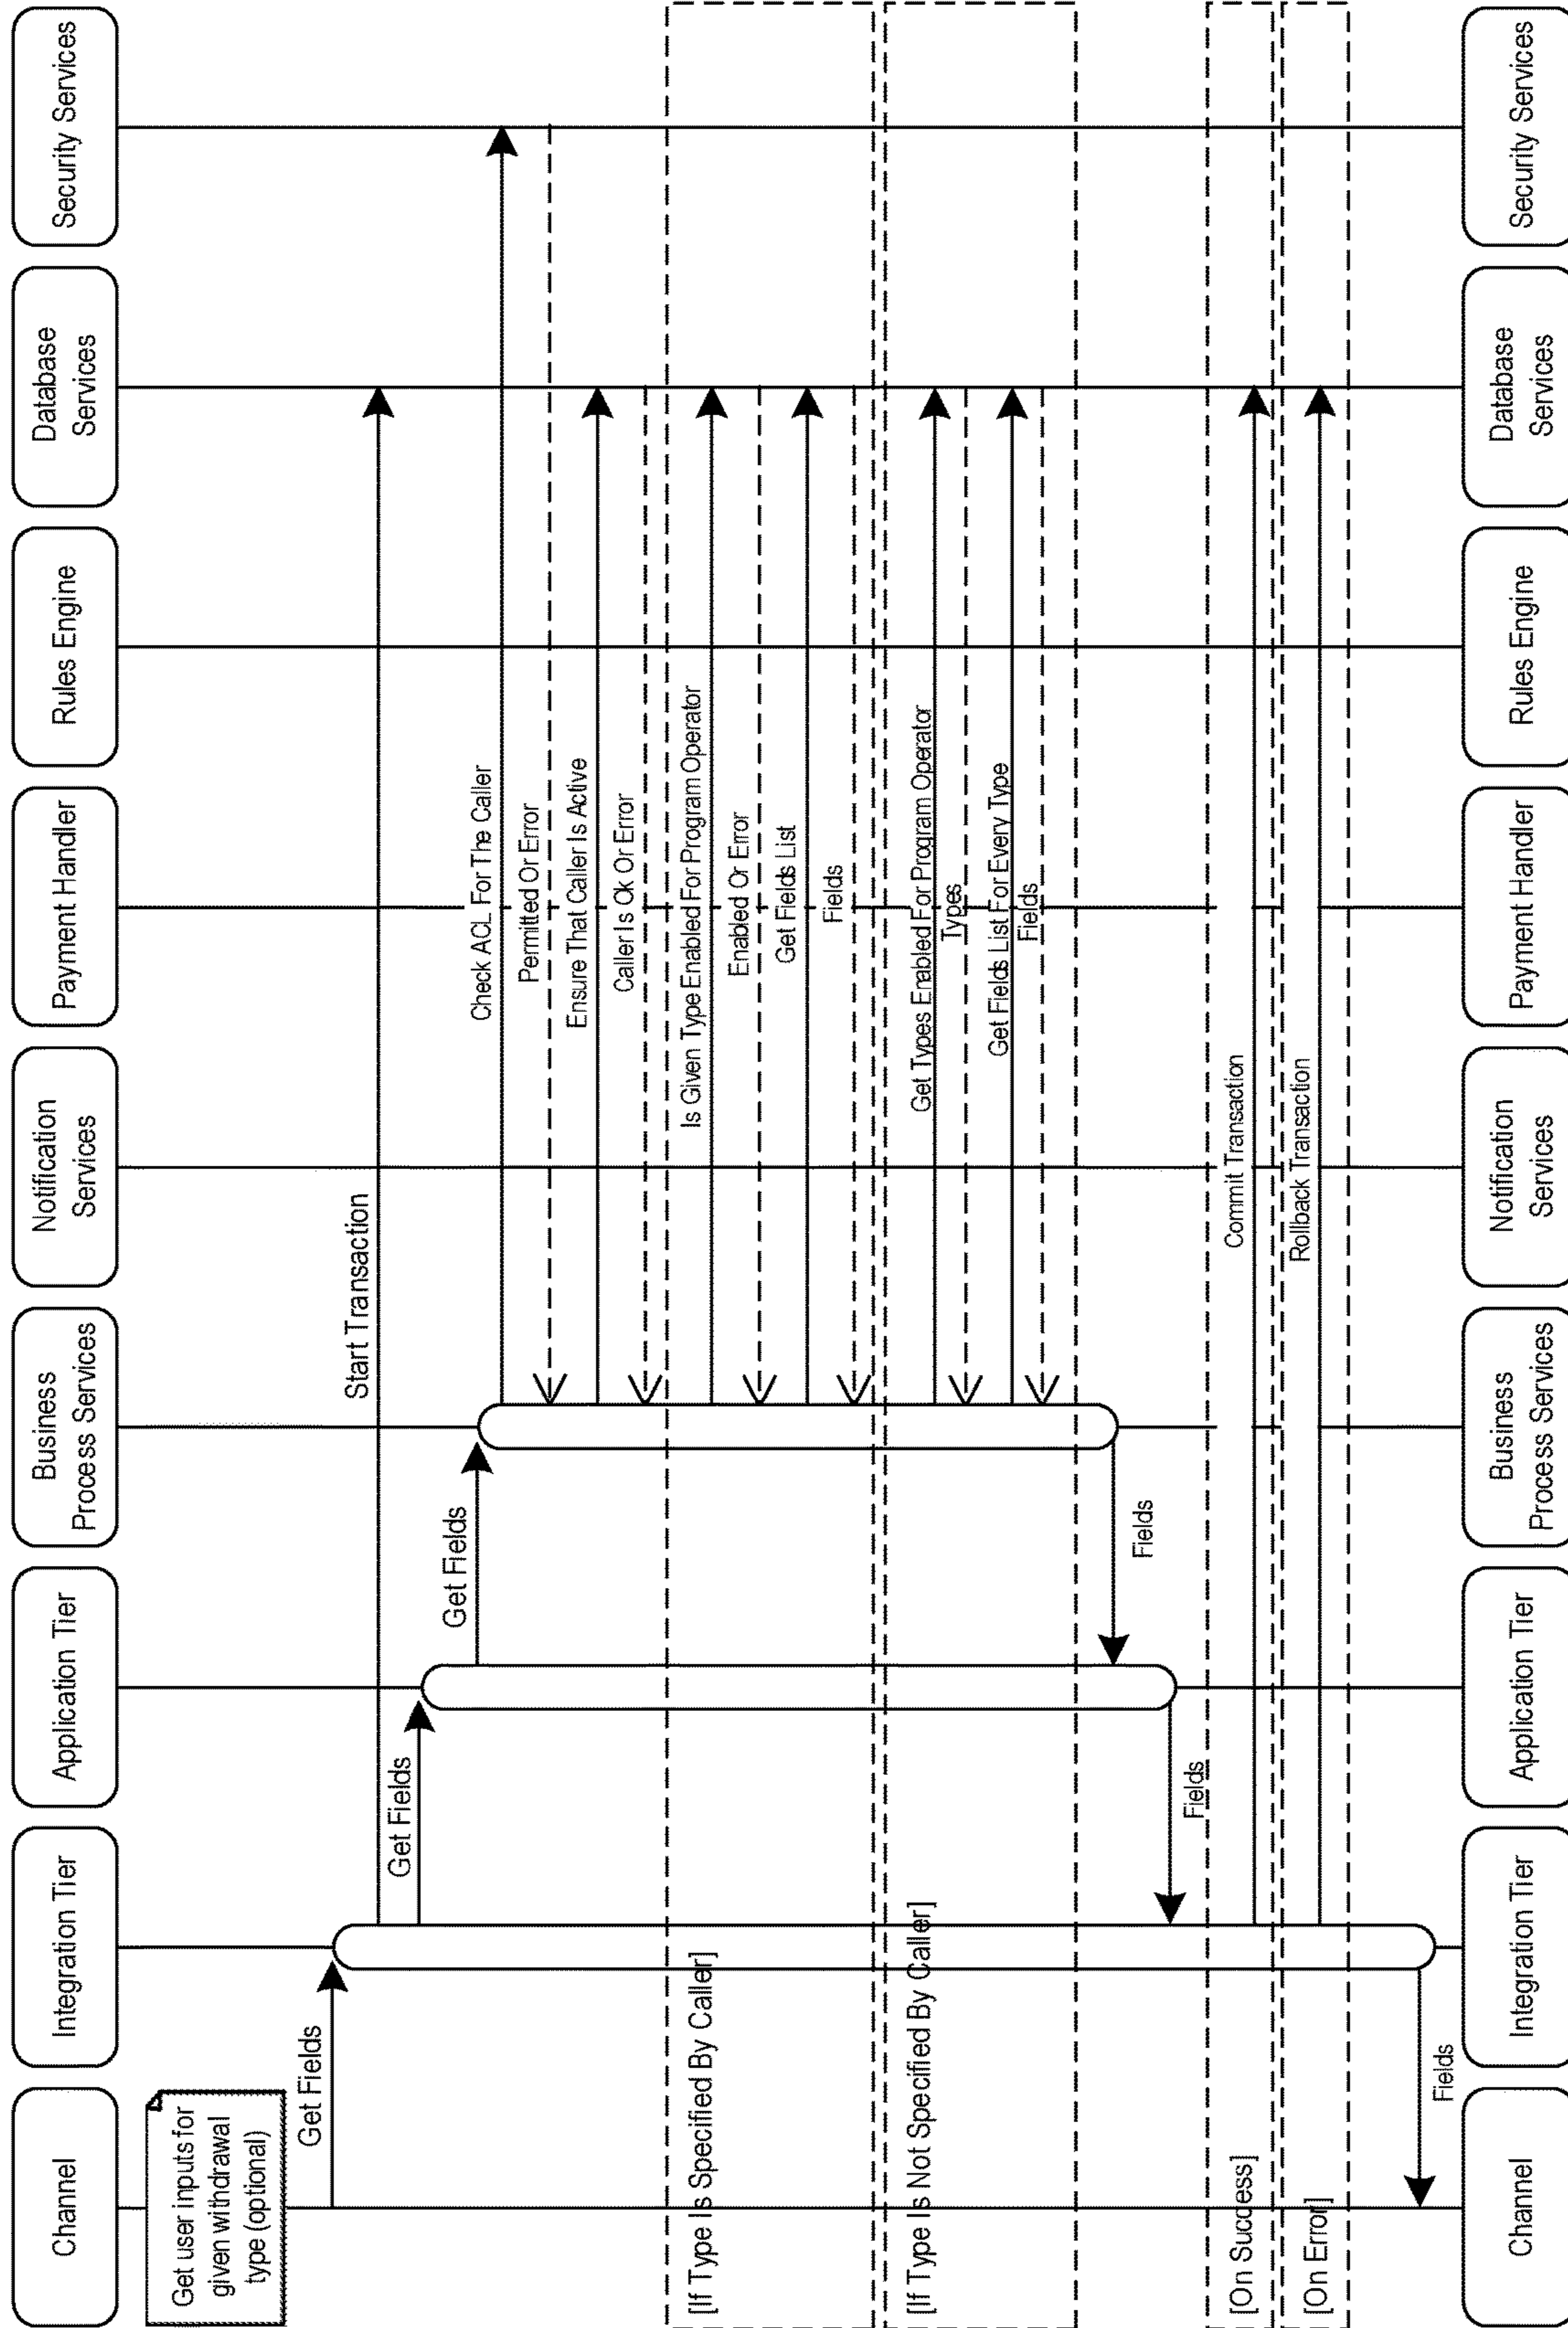 Channel
Integration Tier
Application Tier
Business
Process Services
Notification
Services
Payment Handler
Rules Engine
Database
Services
Security Services
Get user inputs for
given withdrawal
type (optional)
Get Fields
Start Transaction
Get Fields
Get Fields
Check ACL For The Caller
Permitted Or Error
Ensure That Caller Is Active
Caller Is Ok Or Error
[If Type Is Specified By Caller]
Is Given Type Enabled For Program Operator
Enabled Or Error
Get Fields List
Fields
[If Type Is Not Specified By Caller]
Get Types Enabled For Program Operator
Types
Get Fields List For Every Type
Fields
Fields
Fields
[On Success]
Commit Transaction
[On Error]
Rollback Transaction
Fields
Channel
Integration Tier
Application Tier
Business
Process Services
Notification
Services
Payment Handler
Rules Engine
Database
Services
Security Services